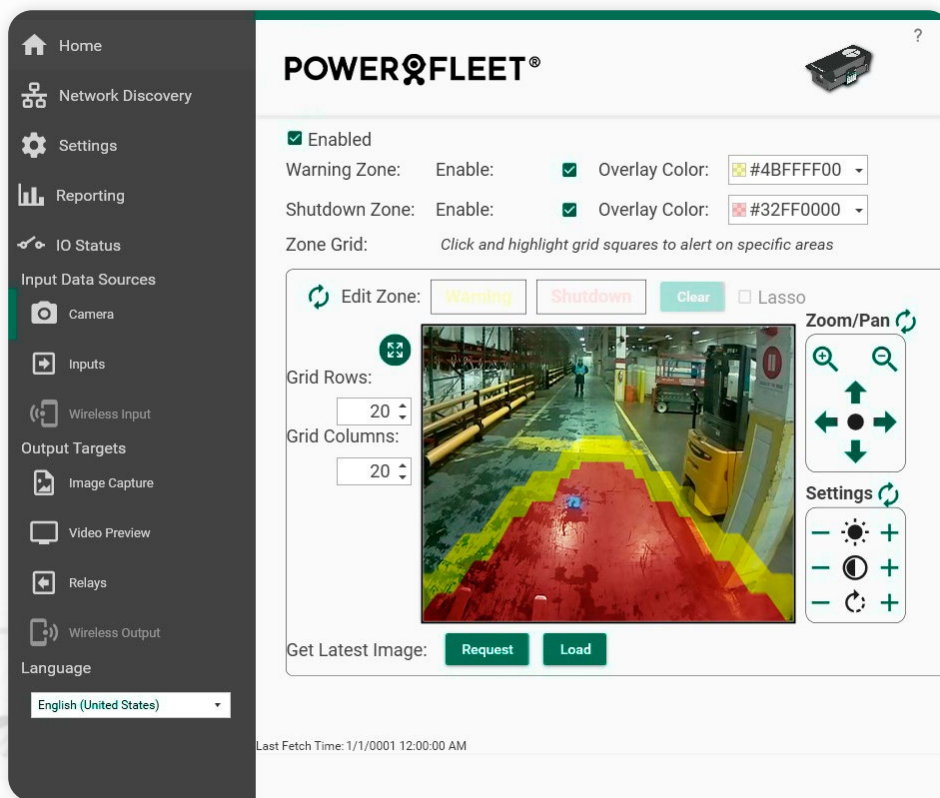 Home
Network Discovery
Settings
Reporting
IO Status
Input Data Sources
Camera
Inputs
Wireless Input
Output Targets
Image Capture
Video Preview
Relays
Wireless Output
Language
English (United States)
?
POWERFLEET®
Enabled
Warning Zone: Enable: Overlay Color: #4BFFFF00
Shutdown Zone: Enable: Overlay Color: #32FF0000
Zone Grid: Click and highlight grid squares to alert on specific areas
Edit Zone: Warning Shutdown Clear Lasso
Zoom/Pan
Grid Rows:
20
Grid Columns:
20
Settings
Get Latest Image: Request Load
Last Fetch Time: 1/1/0001 12:00:00 AM